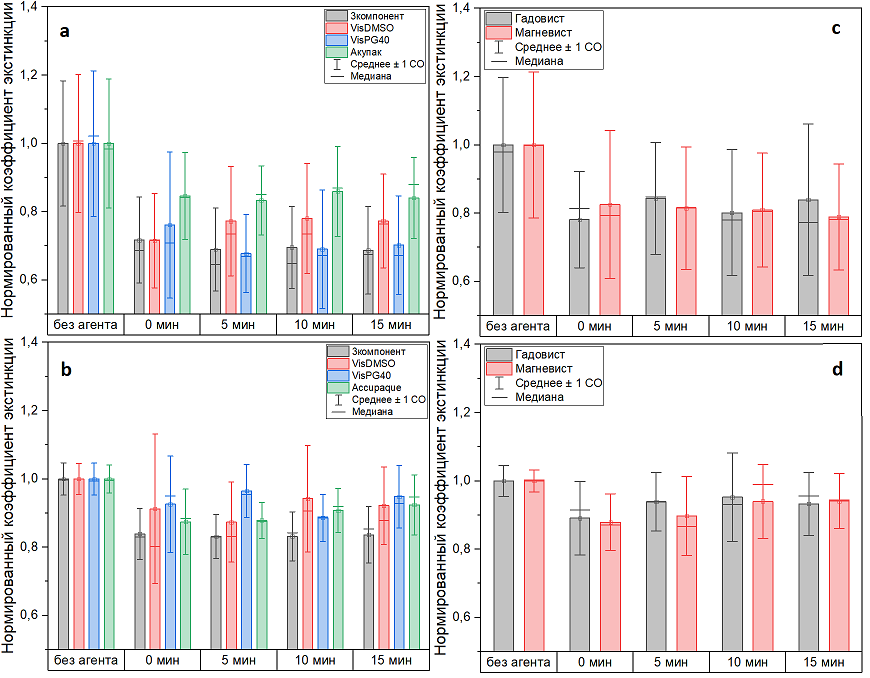 Нормированный коэффициент экстинкции
1,4
1,2
1,0
0,8
0,6
a
3компонент
VisDMSO
VisPG40
Акупак
Среднее ± 1 СО
Медиана
без агента 0 мин 5 мин 10 мин 15 мин
Нормированный коэффициент экстинкции
1,4
1,2
1,0
0,8
0,6
c
Гадовист
Магневист
Среднее ± 1 СО
Медиана
без агента 0 мин 5 мин 10 мин 15 мин
Нормированный коэффициент экстинкции
1,4
1,2
1,0
0,8
0,6
b
3компонент
VisDMSO
VisPG40
Accupaque
Среднее ± 1 СО
Медиана
без агента 0 мин 5 мин 10 мин 15 мин
Нормированный коэффициент экстинкции
1,4
1,2
1,0
0,8
0,6
d
Гадовист
Магневист
Среднее ± 1 СО
Медиана
без агента 0 мин 5 мин 10 мин 15 мин